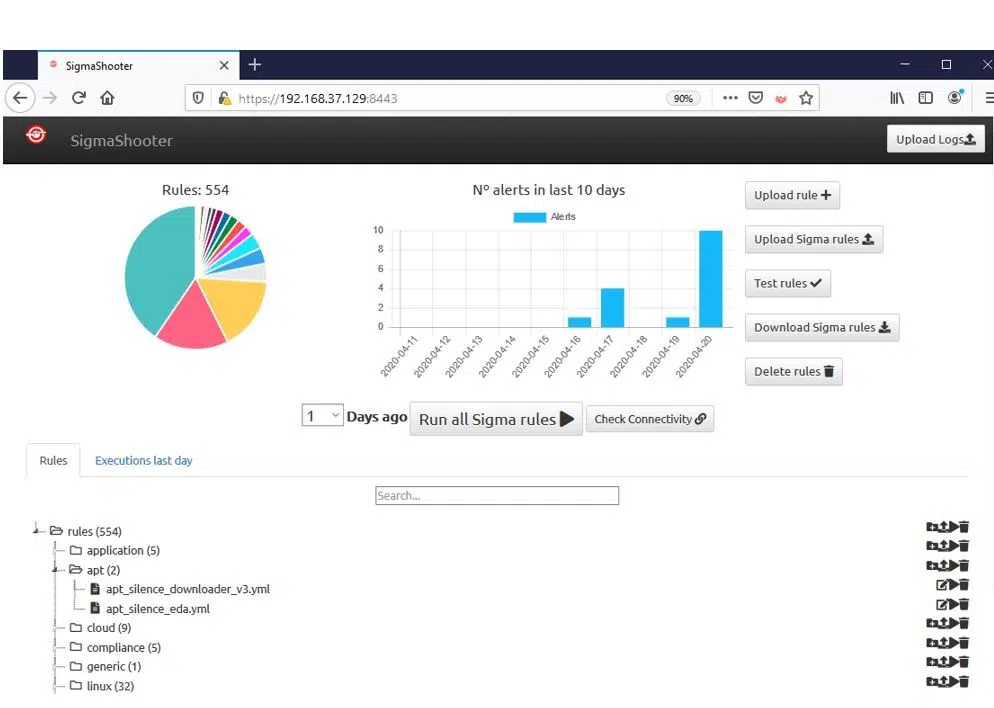 SigmaShooter
https://192.168.37.129:8443
90%
SigmaShooter
Upload Logs
Rules: 554
Nº alerts in last 10 days
Alerts
10
8
6
4
2
0
2020-04-11
2020-04-12
2020-04-13
2020-04-14
2020-04-15
2020-04-16
2020-04-17
2020-04-18
2020-04-19
2020-04-20
Upload rule
Upload Sigma rules
Test rules
Download Sigma rules
Delete rules
1 Days ago Run all Sigma rules Check Connectivity
Rules Executions last day
Search...
rules (554)
application (5)
apt (2)
apt_silence_downloader_v3.yml
apt_silence_eda.yml
cloud (9)
compliance (5)
generic (1)
linux (32)